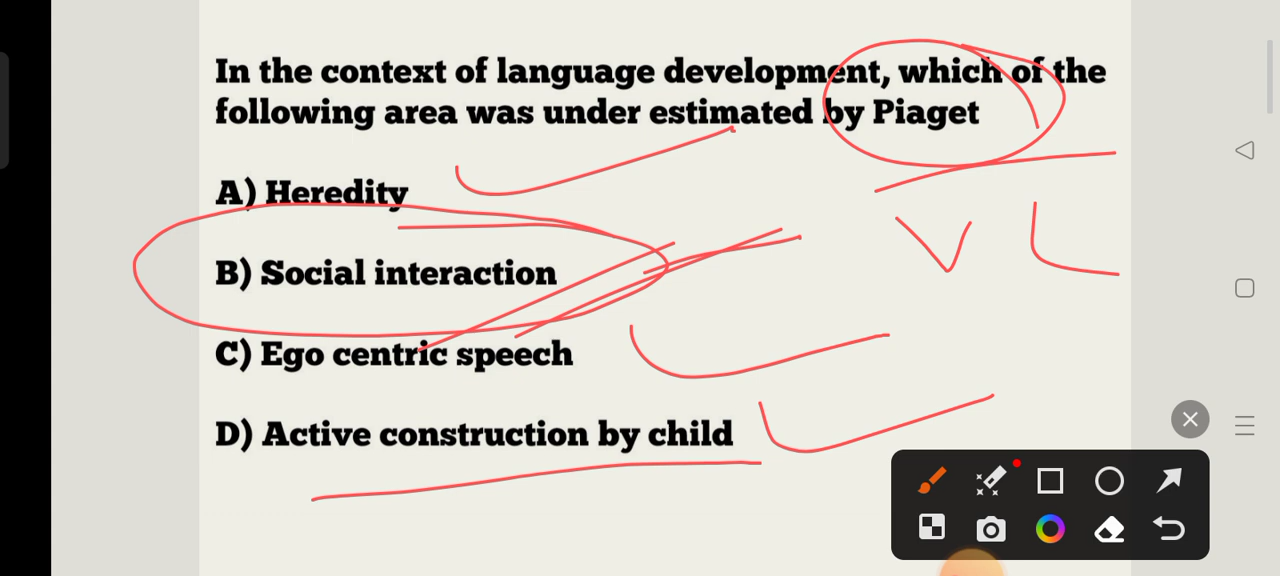 In the context of language development, which of the
following area was under estimated by Piaget
A) Heredity
B) Social interaction
C) Ego centric speech
D) Active construction by child